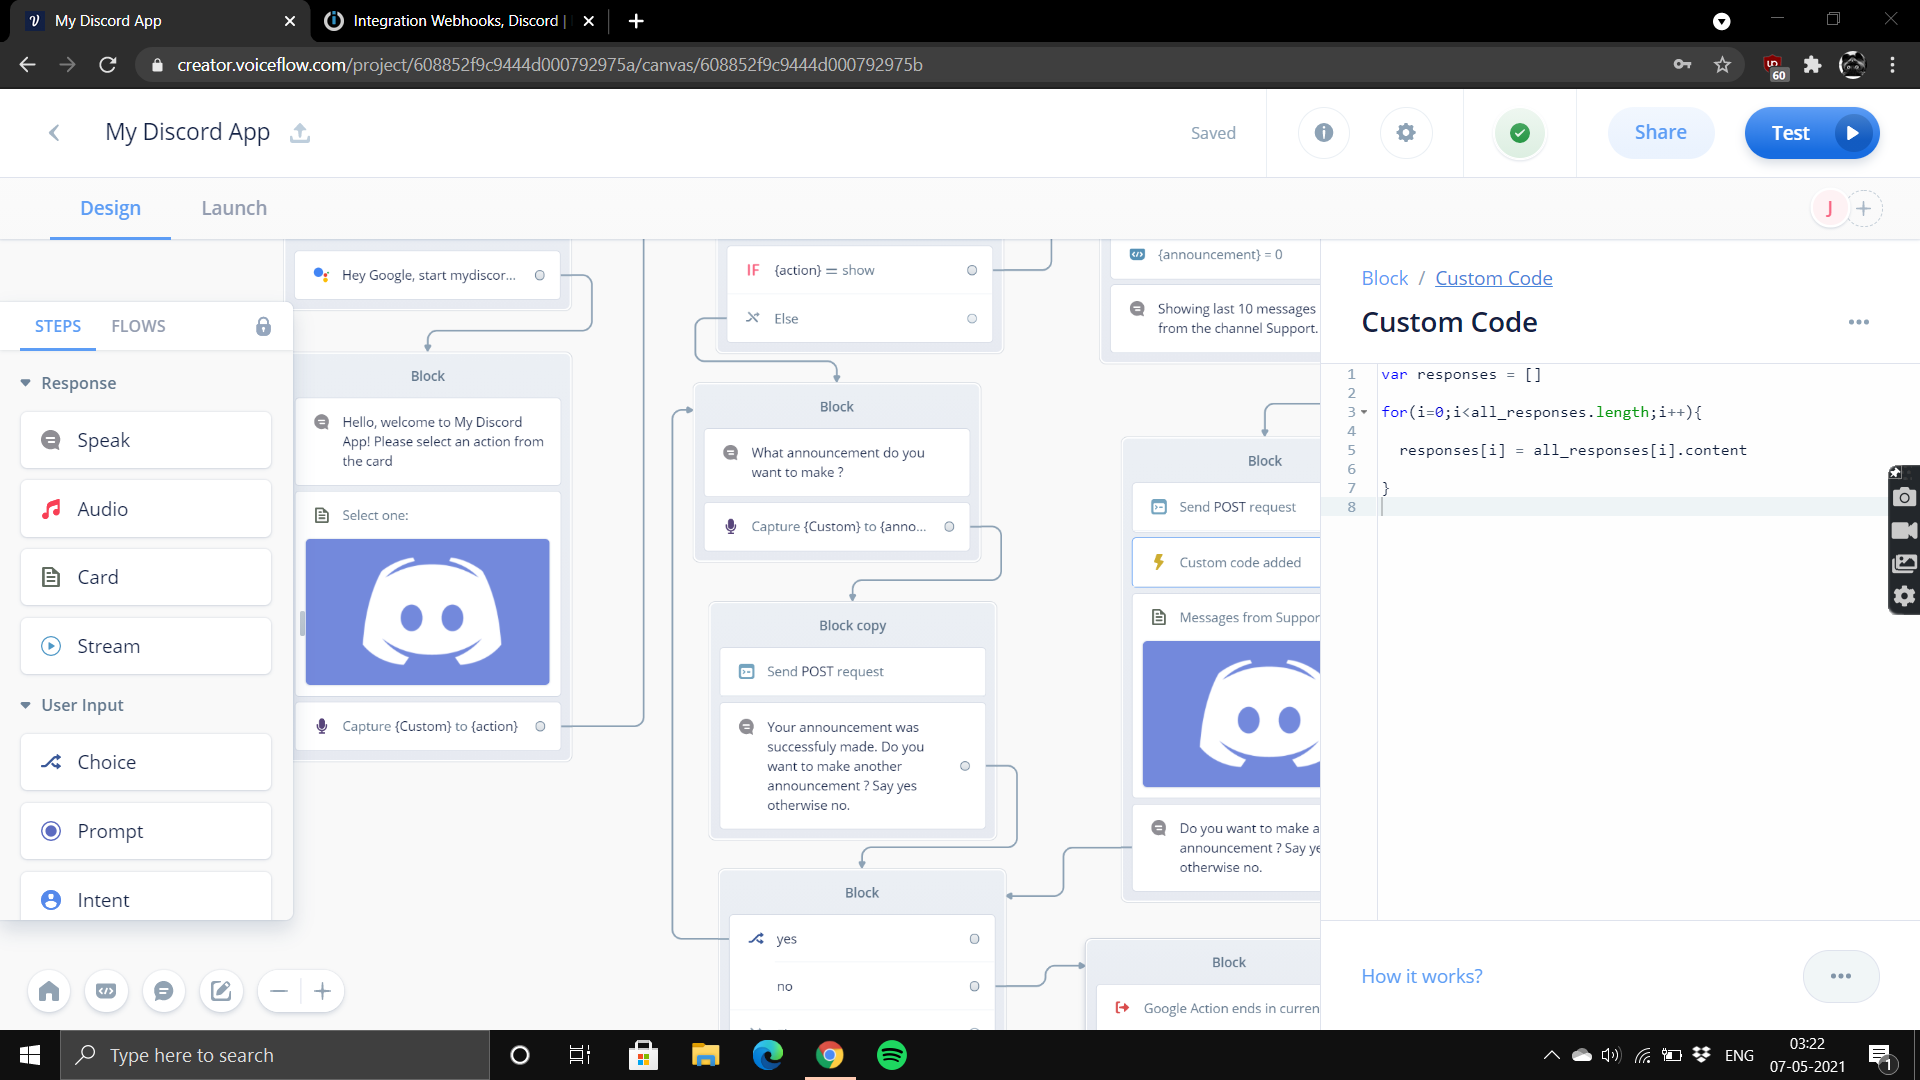 My Discord App
Integration Webhooks, Discord |
creator.voiceflow.com/project/608852f9c9444d000792975a/canvas/608852f9c9444d000792975b
60
My Discord App
Saved
Share
Test
Design
Launch
J
STEPS
FLOWS
Response
Speak
Audio
Card
Stream
User Input
Choice
Prompt
Intent
Hey Google, start mydiscor...
Block
Hello, welcome to My Discord
App! Please select an action from
the card
Select one:
Capture {Custom} to {action}
IF {action} = show
Else
Block
What announcement do you
want to make ?
Capture {Custom} to {anno...
Block copy
Send POST request
Your announcement was
successfuly made. Do you
want to make another
announcement ? Say yes
otherwise no.
Block
yes
no
{announcement} = 0
Showing last 10 messages
from the channel Support.
Block
Send POST request
Custom code added
Messages from Suppor
Do you want to make a
announcement ? Say ye
otherwise no.
Block
Google Action ends in curren
Block / Custom Code
Custom Code
1 var responses = []
2
3 for(i=0;i<all_responses.length;i++){
4
5 responses[i] = all_responses[i].content
6
7 }
8
How it works?
Type here to search
ENG
03:22
07-05-2021
1